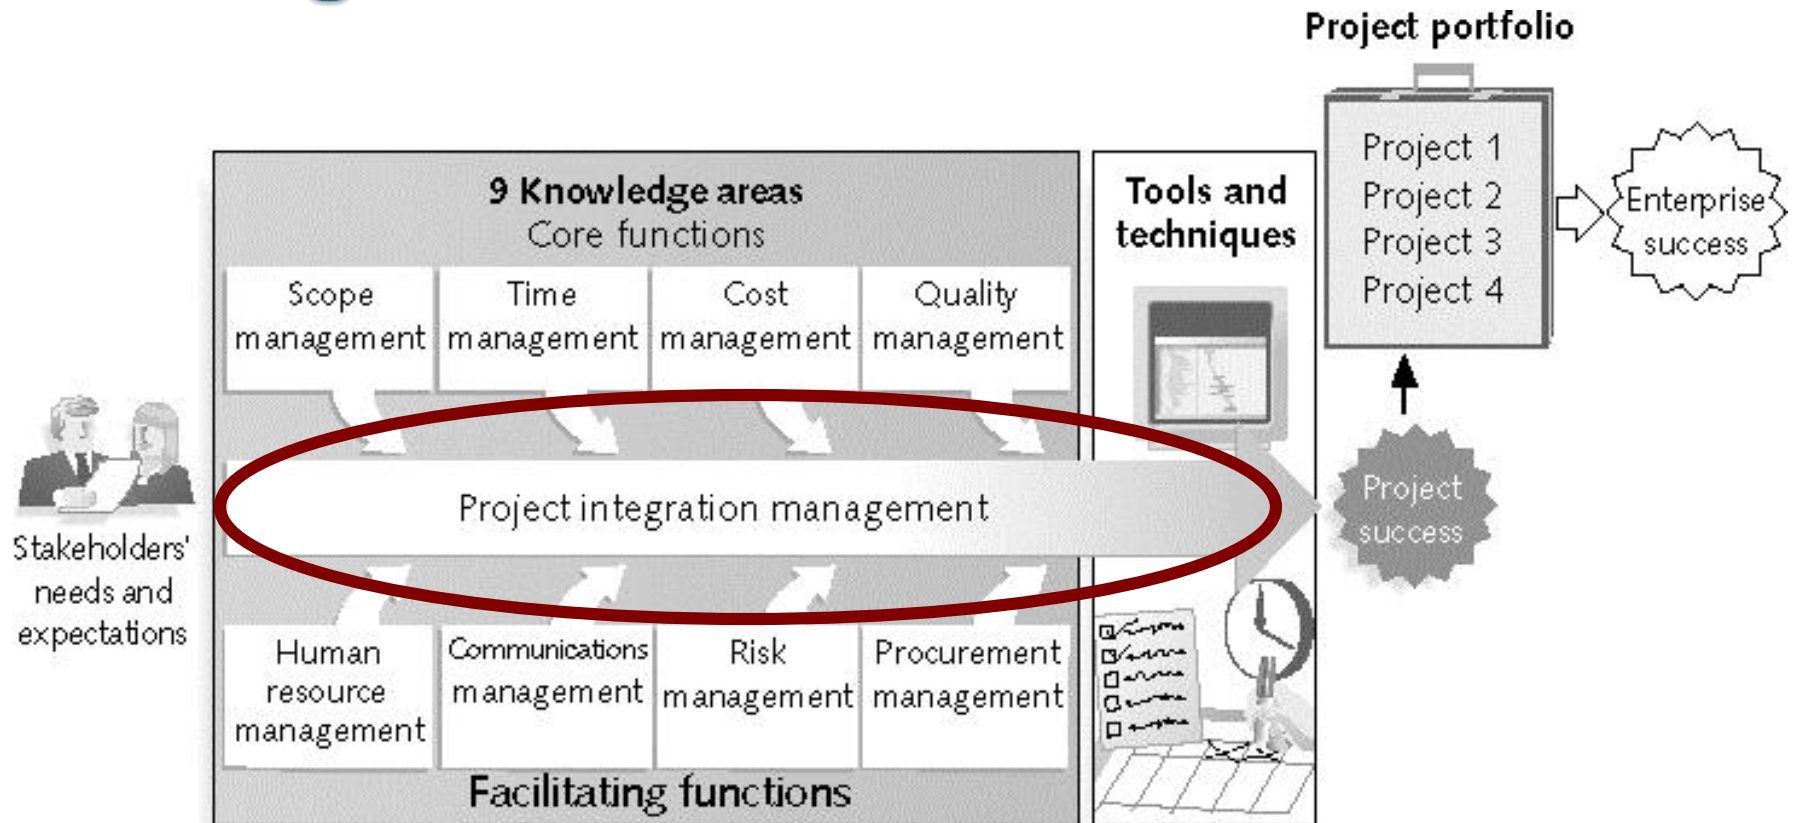 Project portfolio
Project 1
Project 2
Project 3
Project 4
Enterprise
success
9 Knowledge areas
Core functions
Tools and
techniques
Scope
management
Time
management
Cost
management
Quality
management
Project integration management
Project
success
Stakeholders'
needs and
expectations
Human
resource
management
Communications
management
Risk
management
Procurement
management
Facilitating functions